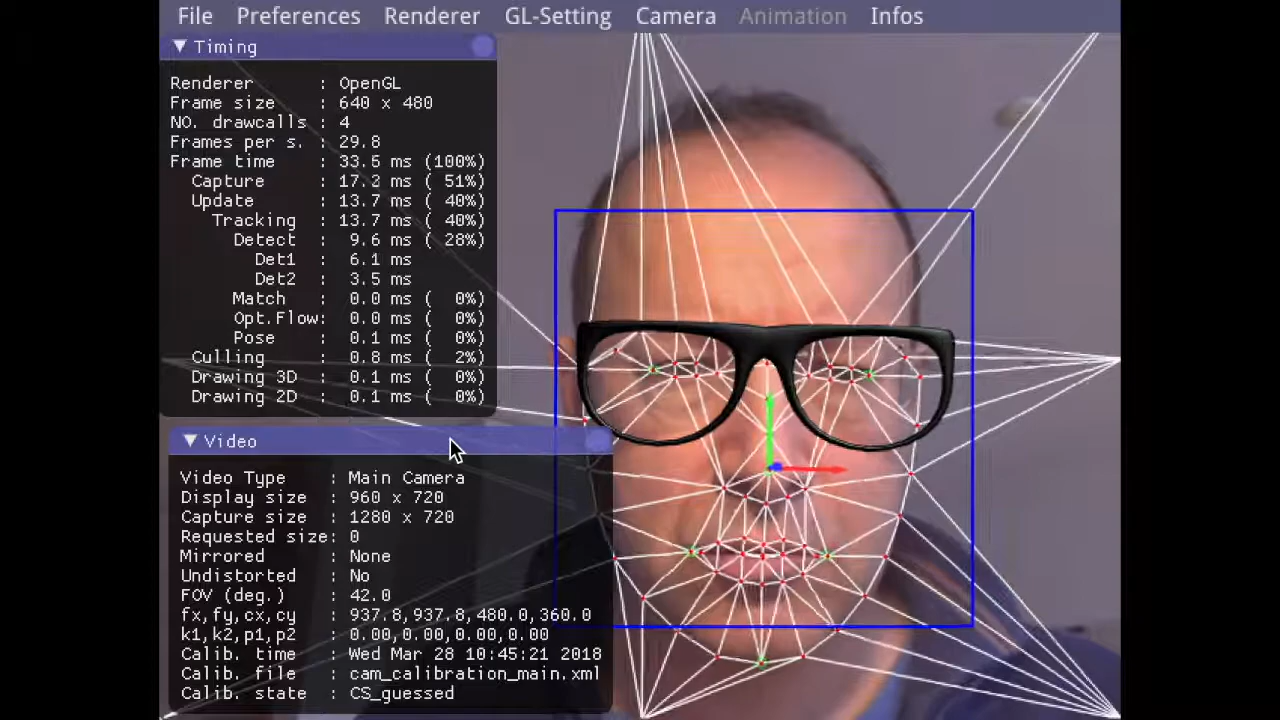 File Preferences Renderer GL-Setting Camera Animation Infos
Timing
Renderer : OpenGL
Frame size : 640 x 480
NO. drawcalls : 4
Frames per s. : 29.8
Frame time : 33.5 ms (100%)
Capture : 17.3 ms ( 51%)
Update : 13.7 ms ( 40%)
Tracking : 13.7 ms ( 40%)
Detect : 9.6 ms ( 28%)
Det1 : 6.1 ms
Det2 : 3.5 ms
Match : 0.0 ms ( 0%)
Opt.Flow: 0.0 ms ( 0%)
Pose : 0.1 ms ( 0%)
Culling : 0.8 ms ( 2%)
Drawing 3D : 0.1 ms ( 0%)
Drawing 2D : 0.1 ms ( 0%)
Video
Video Type : Main Camera
Display size : 960 x 720
Capture size : 1280 x 720
Requested size: 0
Mirrored : None
Undistorted : No
FOV (deg.) : 42.0
fx,fy,cx,cy : 937.8,937.8,480.0,360.0
k1,k2,p1,p2 : 0.00,0.00,0.00,0.00
Calib. time : Wed Mar 28 10:45:21 2018
Calib. file : cam_calibration_main.xml
Calib. state : CS_guessed